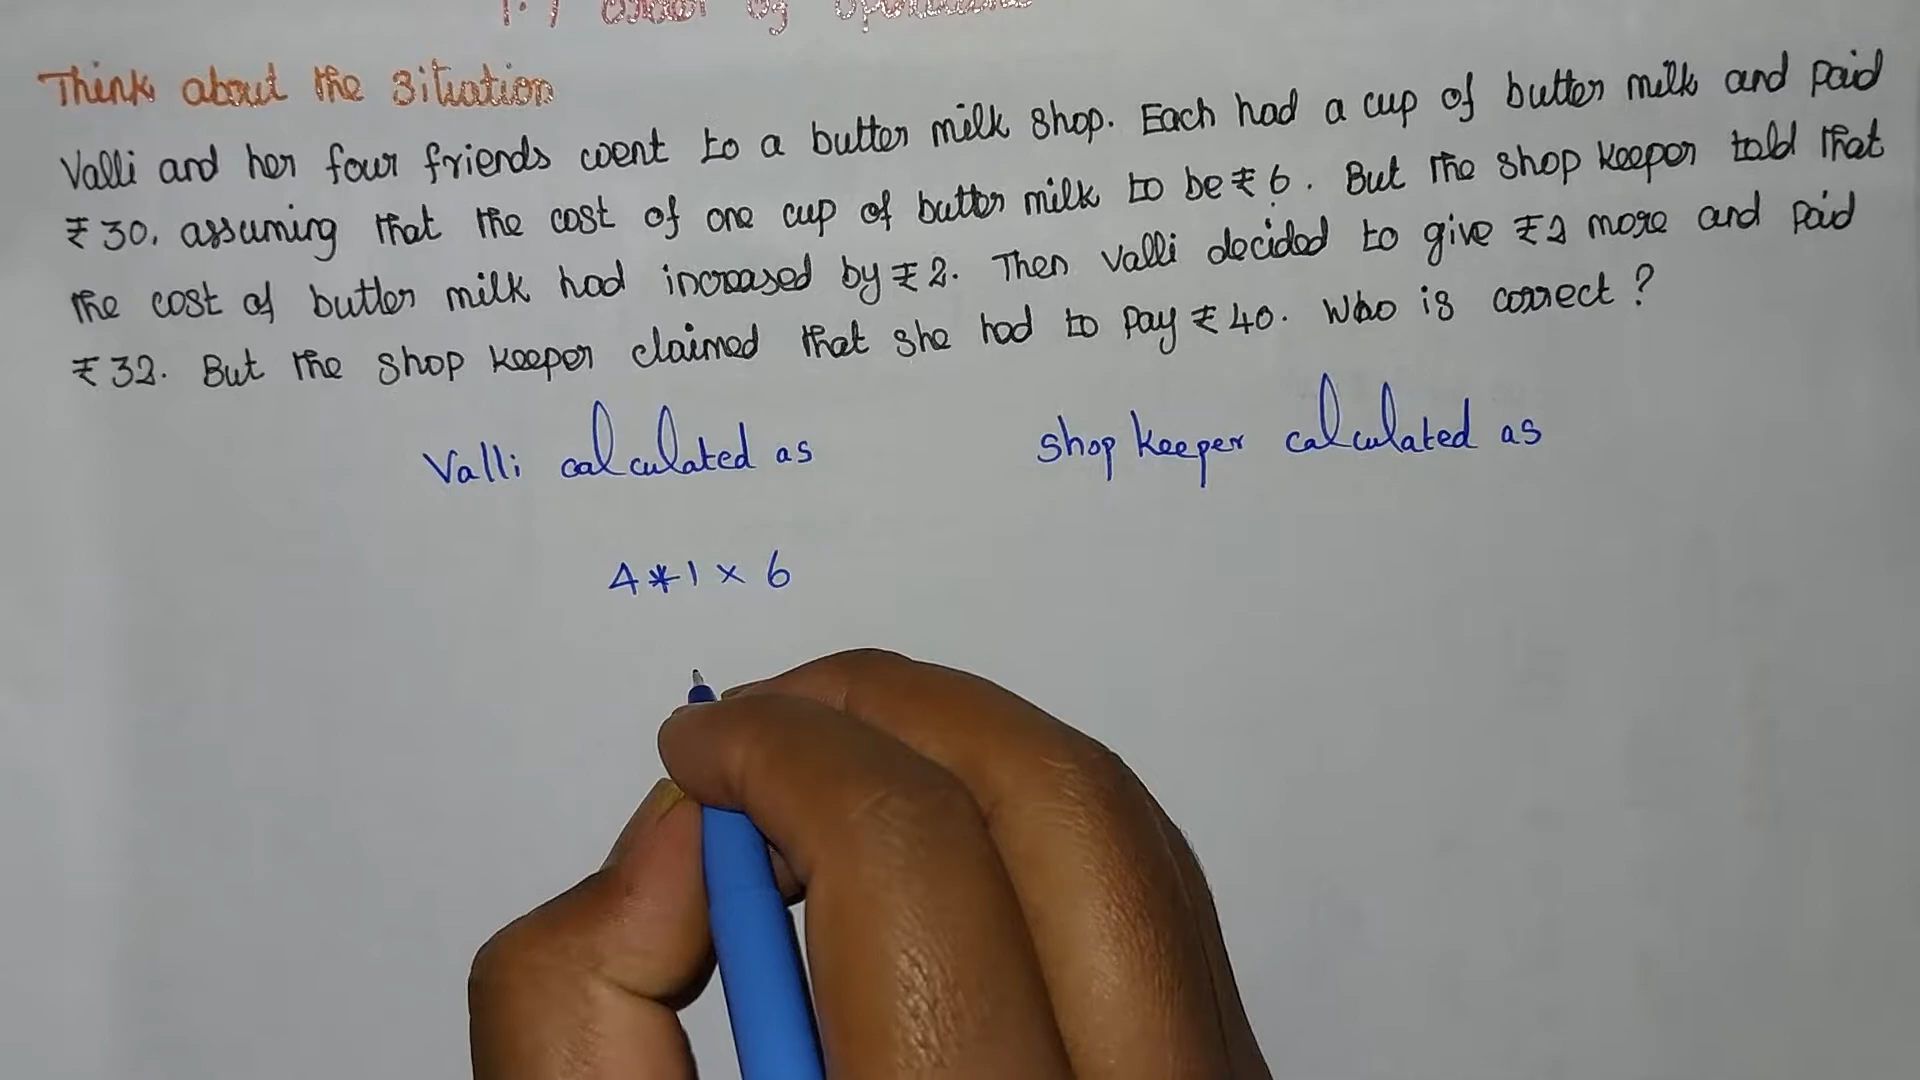 Think about the situation
Valli and her four friends went to a butter milk shop. Each had a cup of butter milk and paid
₹30, assuming that the cost of one cup of butter milk to be ₹6. But the shop keeper told that
the cost of butter milk had increased by ₹2. Then Valli decided to give ₹2 more and paid
₹32. But the shop keeper claimed that she had to pay ₹40. Who is correct?
Valli calculated as
shop keeper calculated as
4*1 × 6